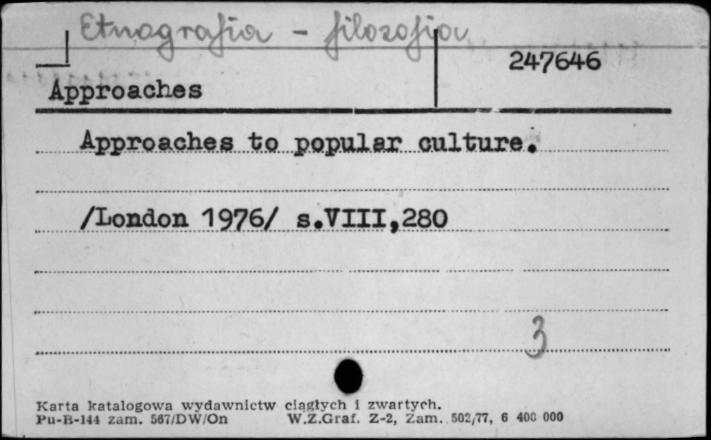 Etnografia - filozofia
247646
Approaches
Approaches to popular culture.
/London 1976/ s.VIII,280
3
Karta katalogowa wydawnictw ciągłych i zwartych.
Pu-B-144 zam. 567/DW/On W.Z.Graf. Z-2, Zam. 502/77, 6 400 000